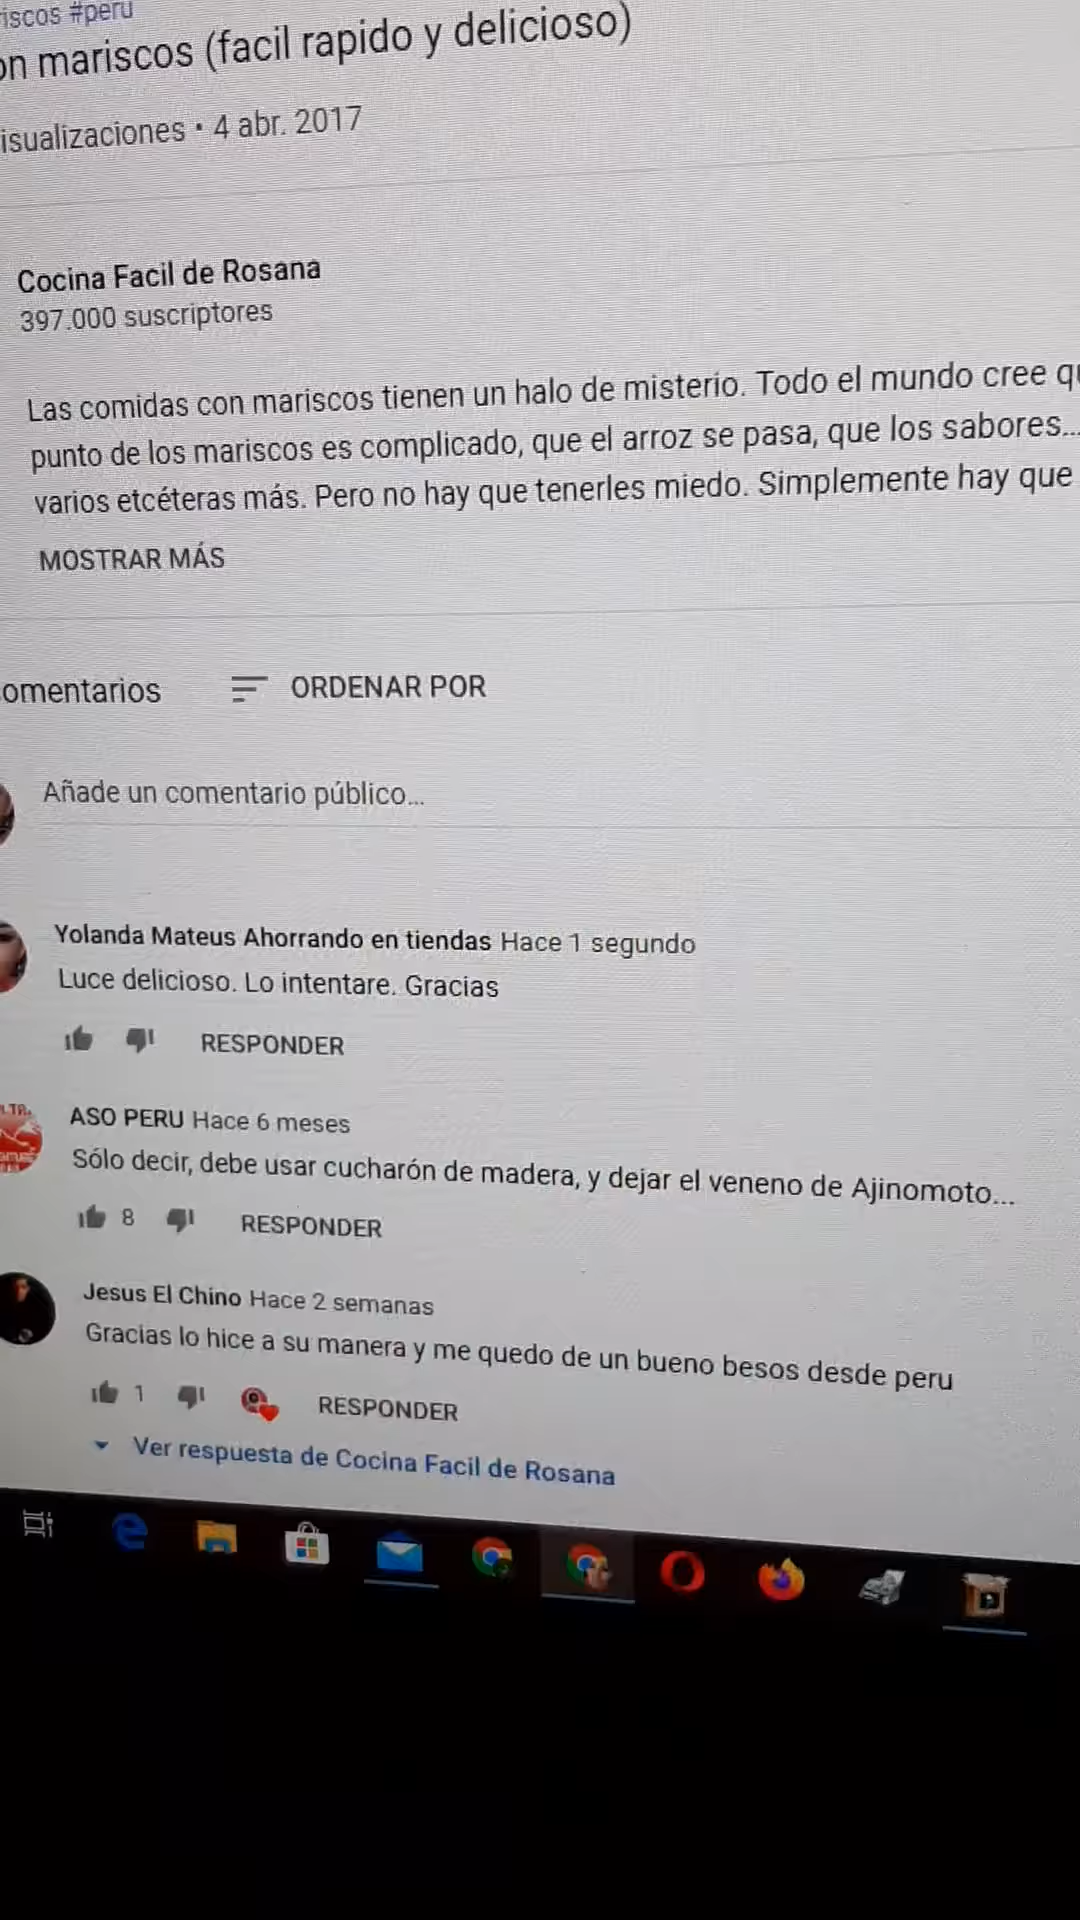 #peru
mariscos (facil rapido y delicioso)
4 abr. 2017
Cocina Facil de Rosana
397.000 suscriptores
Las comidas con mariscos tienen un halo de misterio. Todo el mundo cree
punto de los mariscos es complicado, que el arroz se pasa, que los sabores...
varios etcéteras más. Pero no hay que tenerles miedo. Simplemente hay que
MOSTRAR MÁS
omentarios ORDENAR POR
Añade un comentario público...
Yolanda Mateus Ahorrando en tiendas Hace 1 segundo
Luce delicioso. Lo intentare. Gracias
RESPONDER
ASO PERU Hace 6 meses
Sólo decir, debe usar cucharón de madera, y dejar el veneno de Ajinomoto...
8 RESPONDER
Jesus El Chino Hace 2 semanas
Gracias lo hice a su manera y me quedo de un bueno besos desde peru
1 RESPONDER
Ver respuesta de Cocina Facil de Rosana